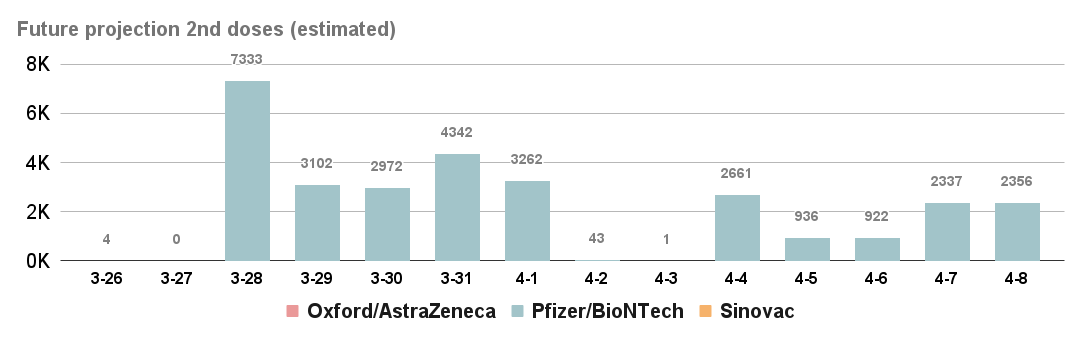 Future projection 2nd doses (estimated)
8K
7333
6K
4342
4K
3102
2972
3262
2661
2337
2356
2K
4
0
43
1
936
922
0K
3-26 3-27 3-28 3-29 3-30 3-31 4-1 4-2 4-3 4-4 4-5 4-6 4-7 4-8
Oxford/AstraZeneca Pfizer/BioNTech Sinovac